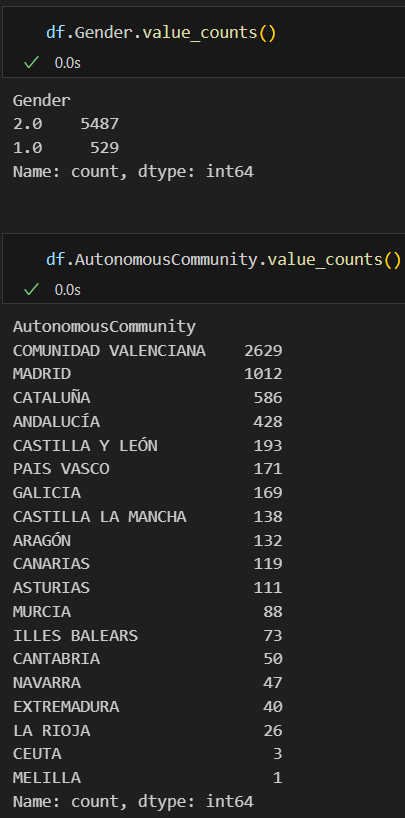 df.Gender.value_counts()
0.0s
Gender
2.0 5487
1.0 529
Name: count, dtype: int64
df.AutonomousCommunity.value_counts()
0.0s
AutonomousCommunity
COMUNIDAD VALENCIANA 2629
MADRID 1012
CATALUÑA 586
ANDALUCÍA 428
CASTILLA Y LEÓN 193
PAIS VASCO 171
GALICIA 169
CASTILLA LA MANCHA 138
ARAGÓN 132
CANARIAS 119
ASTURIAS 111
MURCIA 88
ILLES BALEARS 73
CANTABRIA 50
NAVARRA 47
EXTREMADURA 40
LA RIOJA 26
CEUTA 3
MELILLA 1
Name: count, dtype: int64